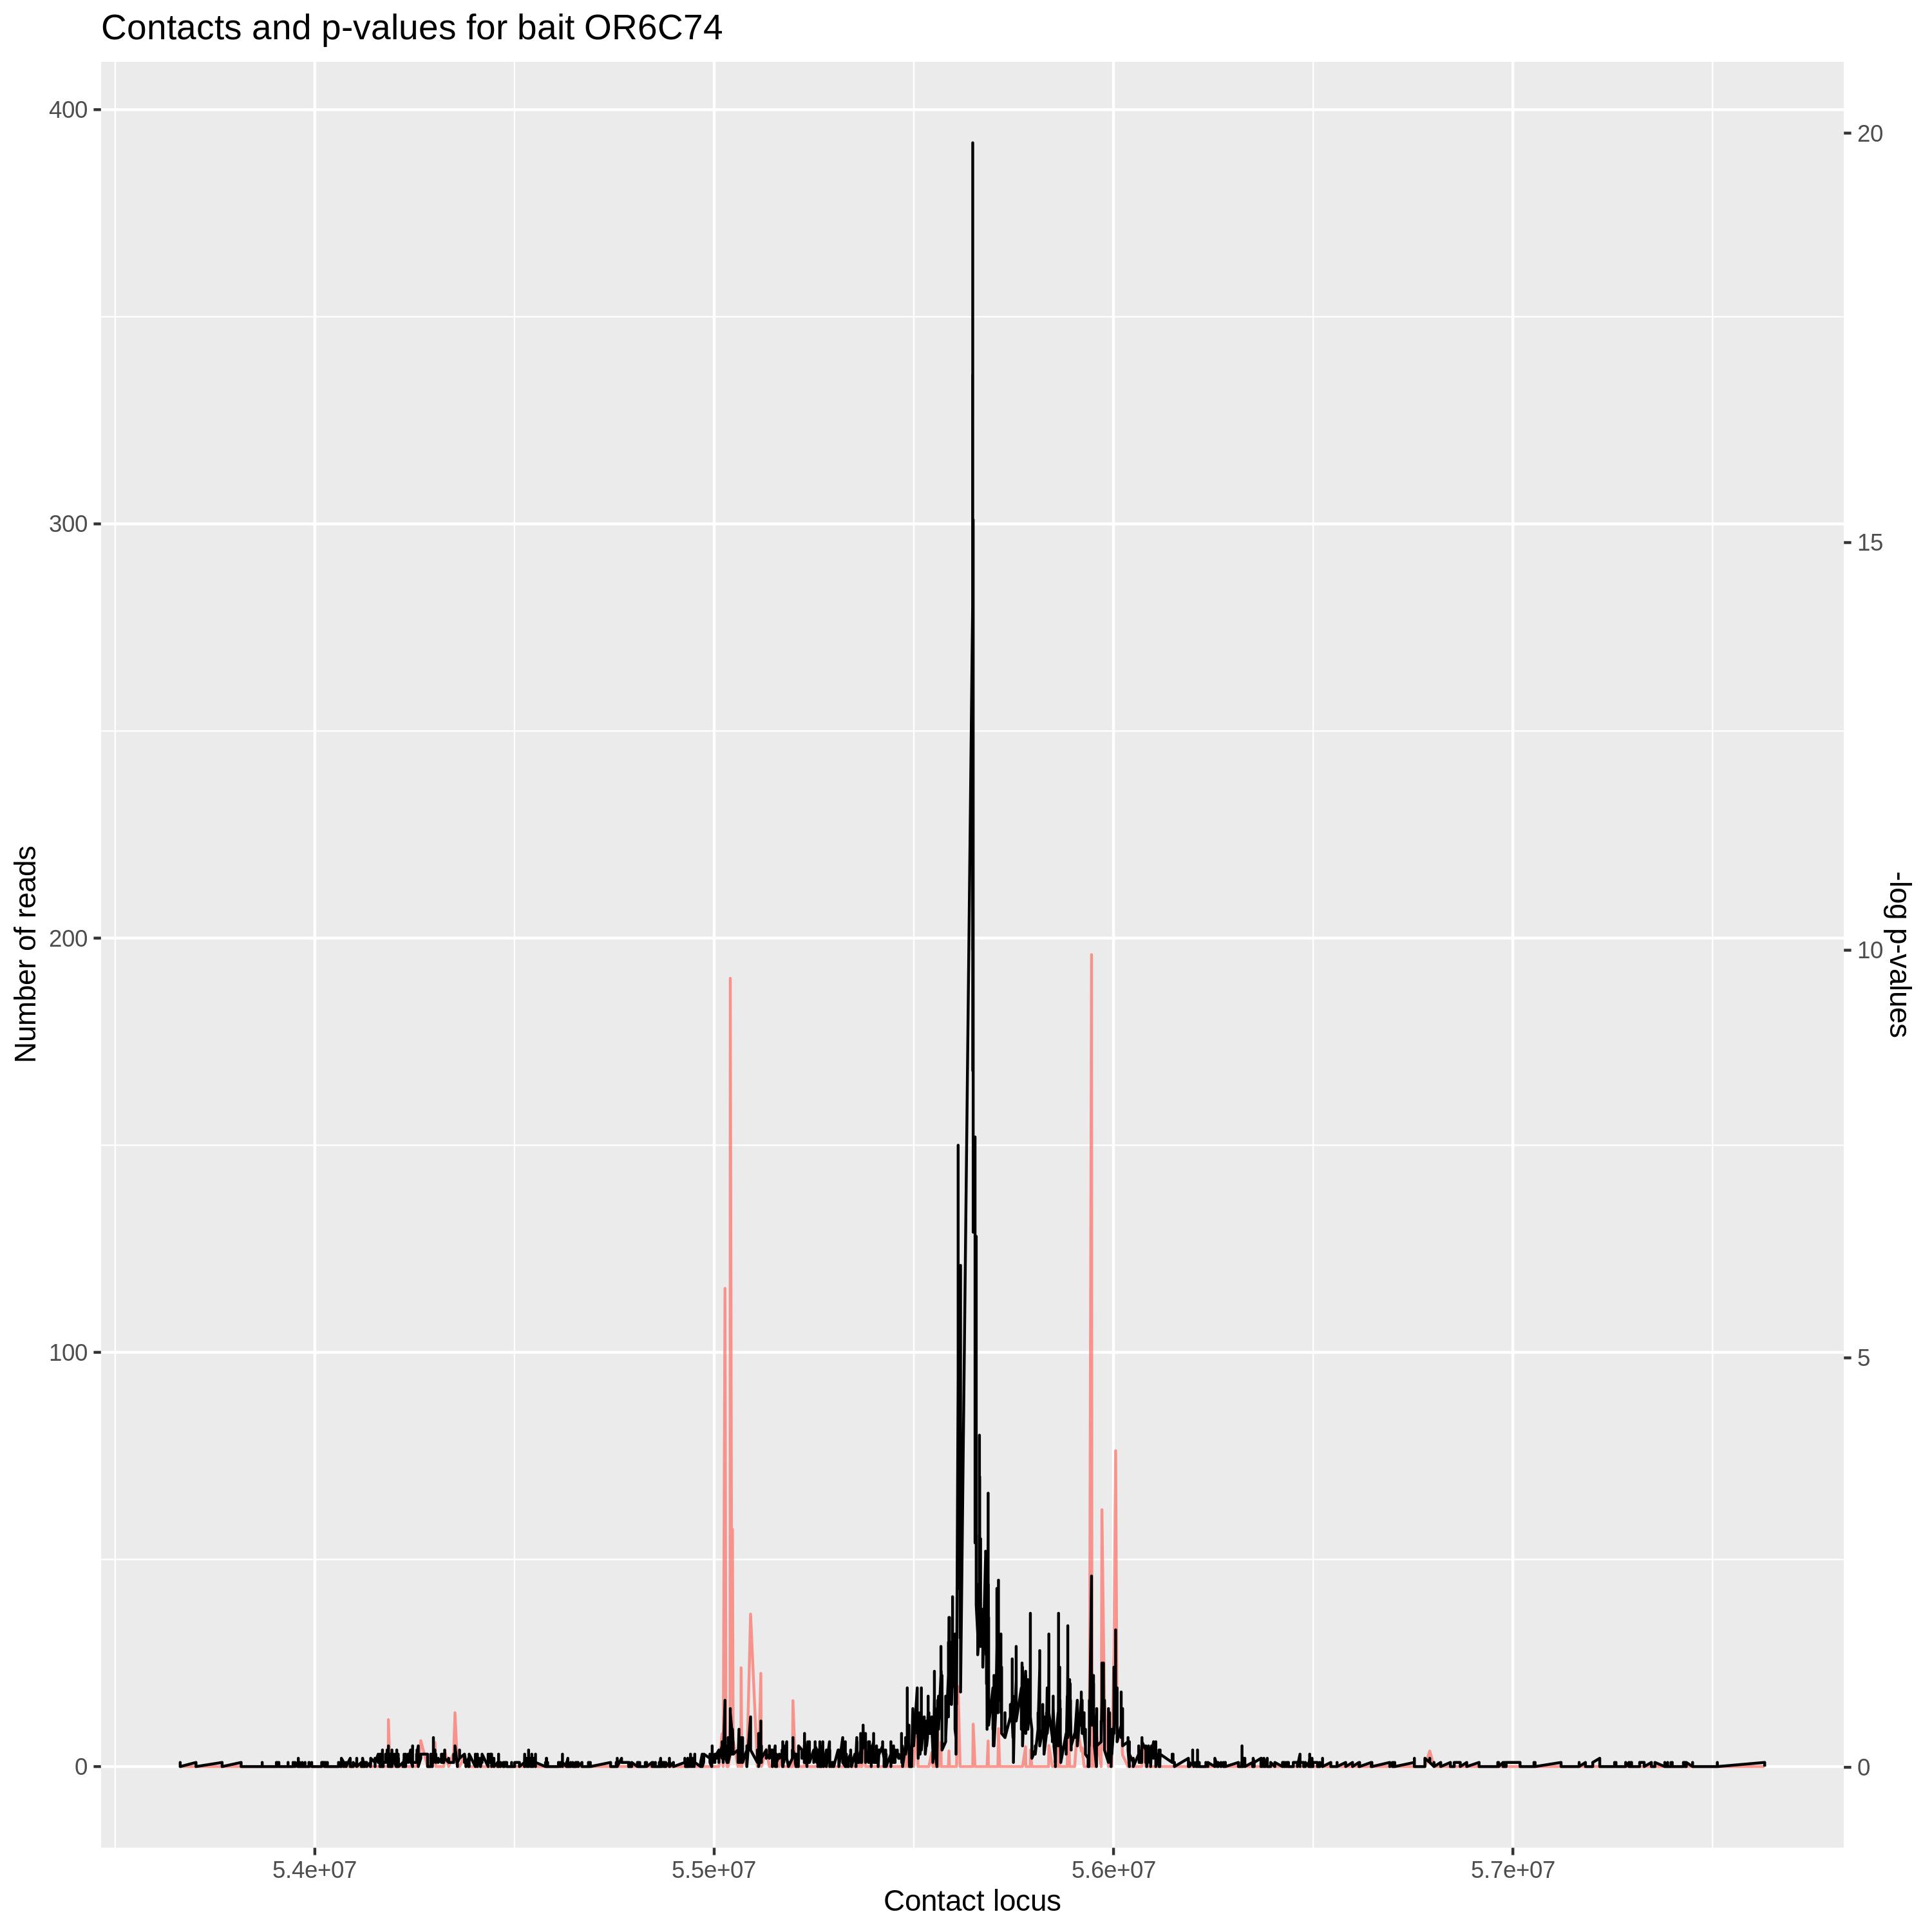 Contacts and p-values for bait OR6C74
400
300
200
100
0
Number of reads
20
15
10
5
0
-log p-values
5.4e+07
5.5e+07
5.6e+07
5.7e+07
Contact locus